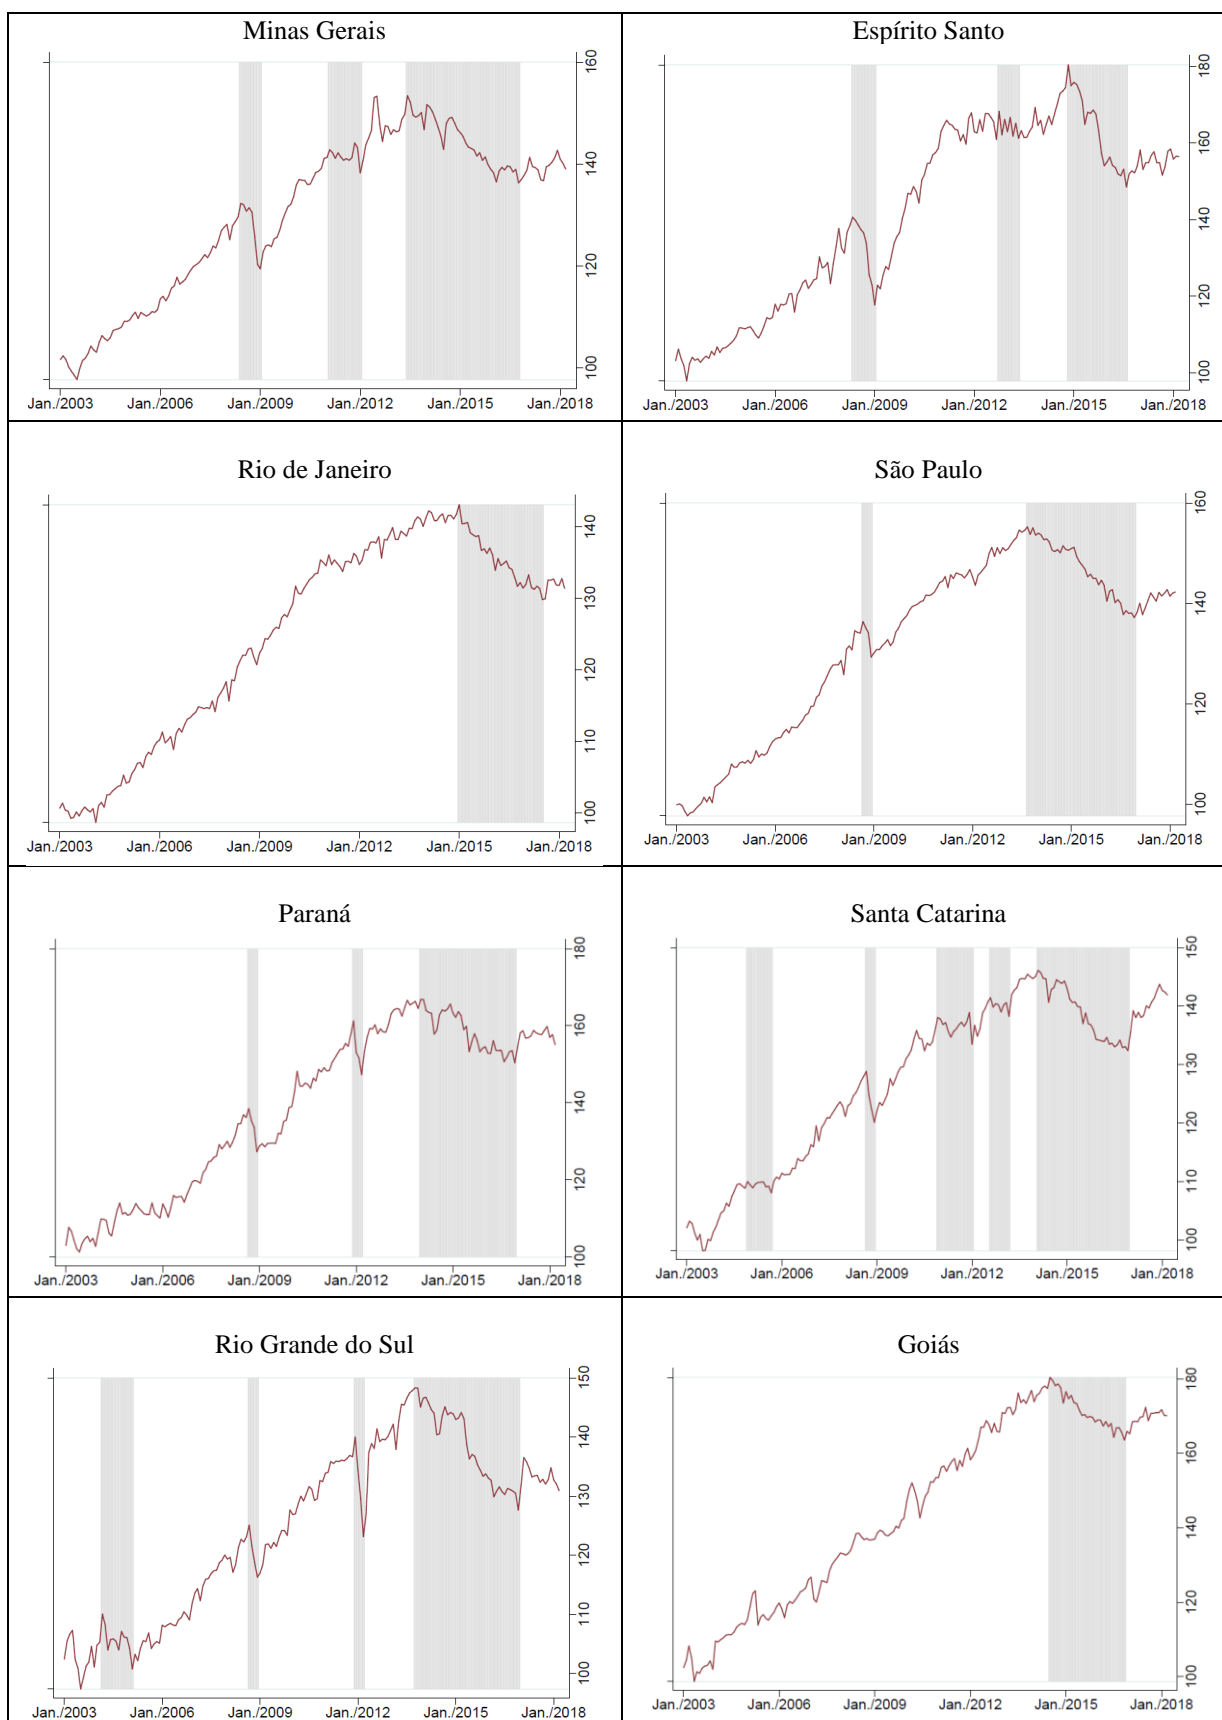 Minas Gerais
160
140
120
100
Jan./2003 Jan./2006 Jan./2009 Jan./2012 Jan./2015 Jan./2018
Espírito Santo
180
160
140
120
100
Jan./2003 Jan./2006 Jan./2009 Jan./2012 Jan./2015 Jan./2018
Rio de Janeiro
140
130
120
110
100
Jan./2003 Jan./2006 Jan./2009 Jan./2012 Jan./2015 Jan./2018
São Paulo
160
140
120
100
Jan./2003 Jan./2006 Jan./2009 Jan./2012 Jan./2015 Jan./2018
Paraná
180
160
140
120
100
Jan./2003 Jan./2006 Jan./2009 Jan./2012 Jan./2015 Jan./2018
Santa Catarina
150
140
130
120
110
100
Jan./2003 Jan./2006 Jan./2009 Jan./2012 Jan./2015 Jan./2018
Rio Grande do Sul
150
140
130
120
110
100
Jan./2003 Jan./2006 Jan./2009 Jan./2012 Jan./2015 Jan./2018
Goiás
180
160
140
120
100
Jan./2003 Jan./2006 Jan./2009 Jan./2012 Jan./2015 Jan./2018